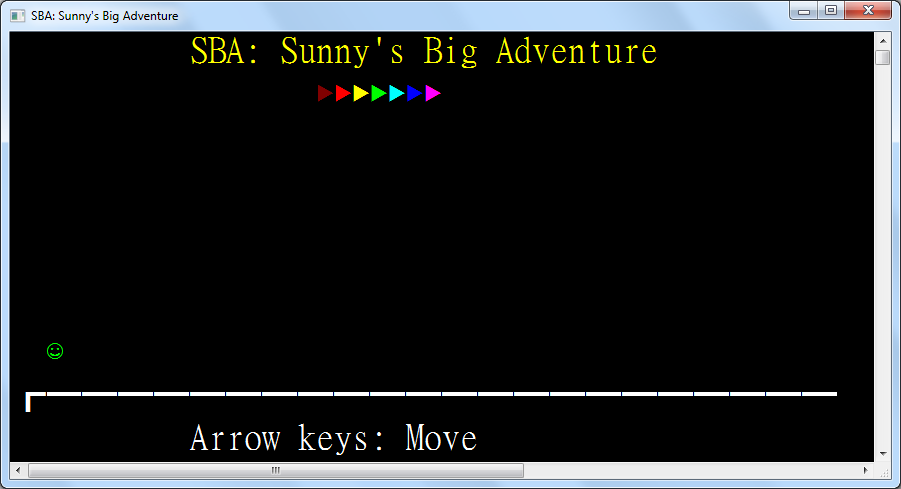 SBA: Sunny's Big Adventure
SBA: Sunny's Big Adventure
Arrow keys: Move